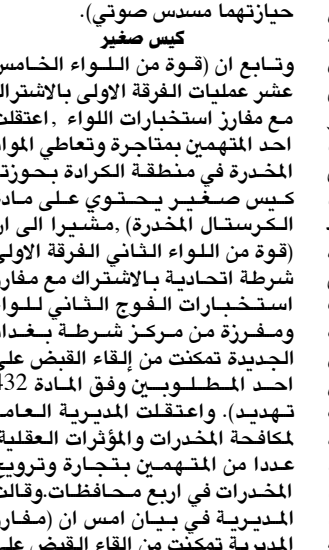 حيازتهما مسدس صوتي).
كيس صغير
وتابع ان (قوة من اللواء الخامس
عشر عمليات الفرقة الاولى بالاشتراك
مع مفارز استخبارات اللواء ,اعتقلت
احد المتهمين بمتاجرة وتعاطي المواد
المخدرة في منطقة الكرادة بحوزته
كيس صغير يحتوي على مادة
الكرستال المخدرة) ,مشيرا الى ان
(قوة من اللواء الثاني الفرقة الاولى
شرطة اتحادية بالاشتراك مع مفارز
استخبارات الفوج الثاني للواء
ومفرزة من مركز شرطة بغداد
الجديدة تمكنت من إلقاء القبض على
احد المطلوبين وفق المادة 432
تهديد). واعتقلت المديرية العامة
لمكافحة المخدرات والمؤثرات العقلية
عددا من المتهمين بتجارة وترويج
المخدرات في اربع محافظات.وقالت
المديرية في بيان امس ان (مفارز
المديرية تمكنت من القاء القبض على